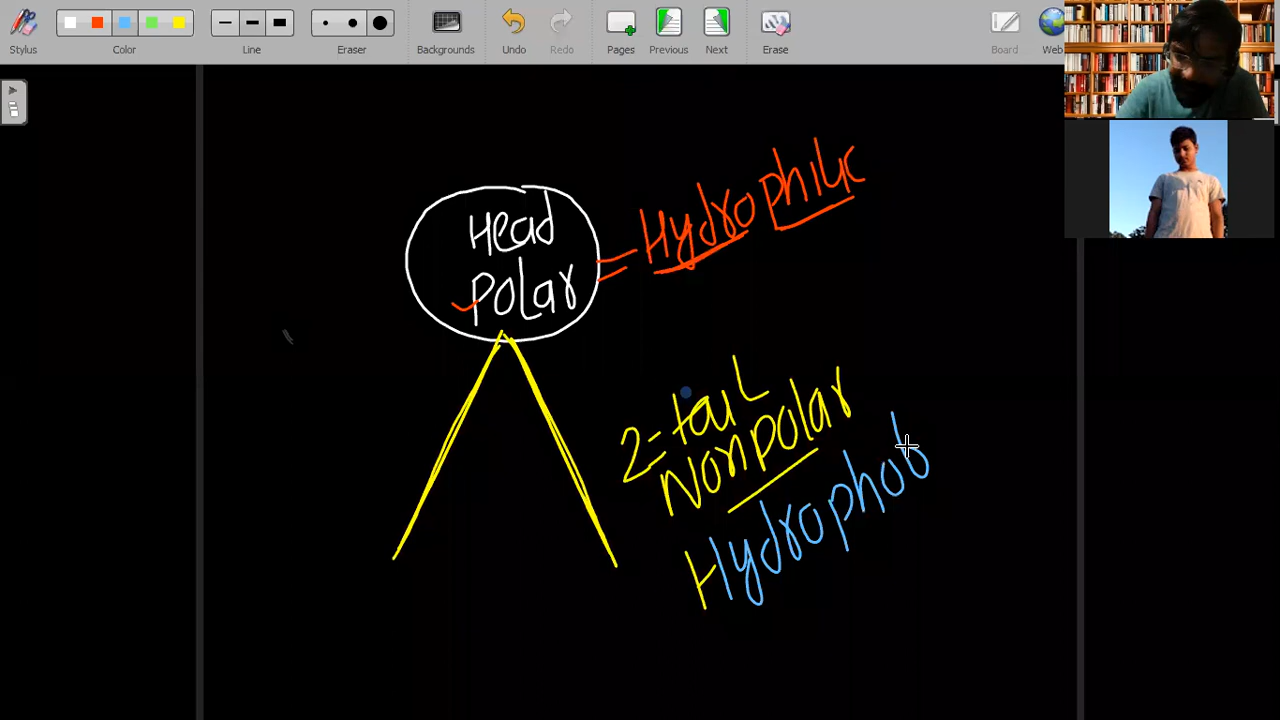 Stylus
Color
Line
Eraser
Backgrounds
Undo
Redo
Pages
Previous
Next
Erase
Board
Web
Head
Polar
Hydrophilic
2 = tail
Nonpolar
Hydrophob